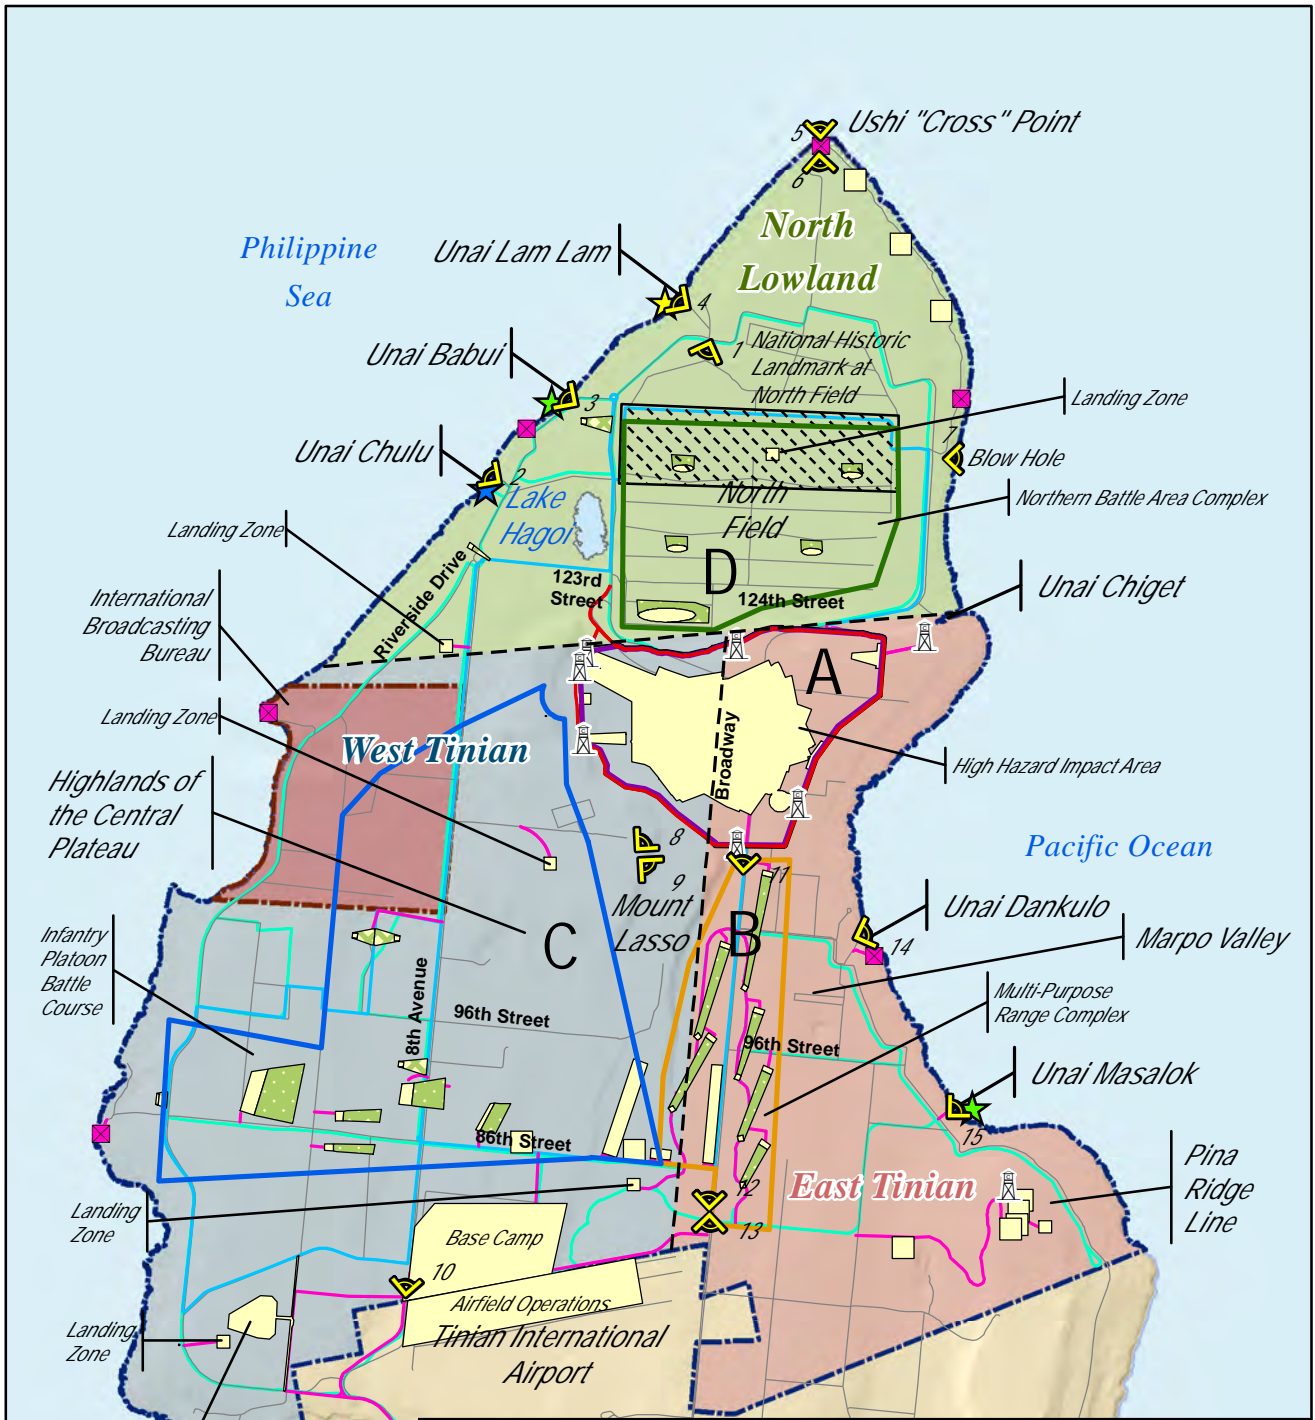 5
Ushi "Cross" Point
6
North
Lowland
Philippine
Sea
Unai Lam Lam
4
1
National Historic
Landmark at
North Field
Unai Babui
3
Landing Zone
7
Blow Hole
Unai Chulu
2
Lake
Hagoi
North
Field
Northern Battle Area Complex
Landing Zone
D
123rd
Street
124th Street
Unai Chiget
International
Broadcasting
Bureau
Riverside Drive
A
Landing Zone
West Tinian
Broadway
High Hazard Impact Area
Highlands of
the Central
Plateau
8
9
Pacific Ocean
11
Mount
Lasso
B
C
Unai Dankulo
14
Marpo Valley
Infantry
Platoon
Battle
Course
8th Avenue
96th Street
Multi-Purpose
Range Complex
96th Street
Unai Masalok
15
86th Street
East Tinian
Pina
Ridge
Line
12
13
Landing
Zone
Base Camp
10
Airfield Operations
Landing
Zone
Tinian International
Airport